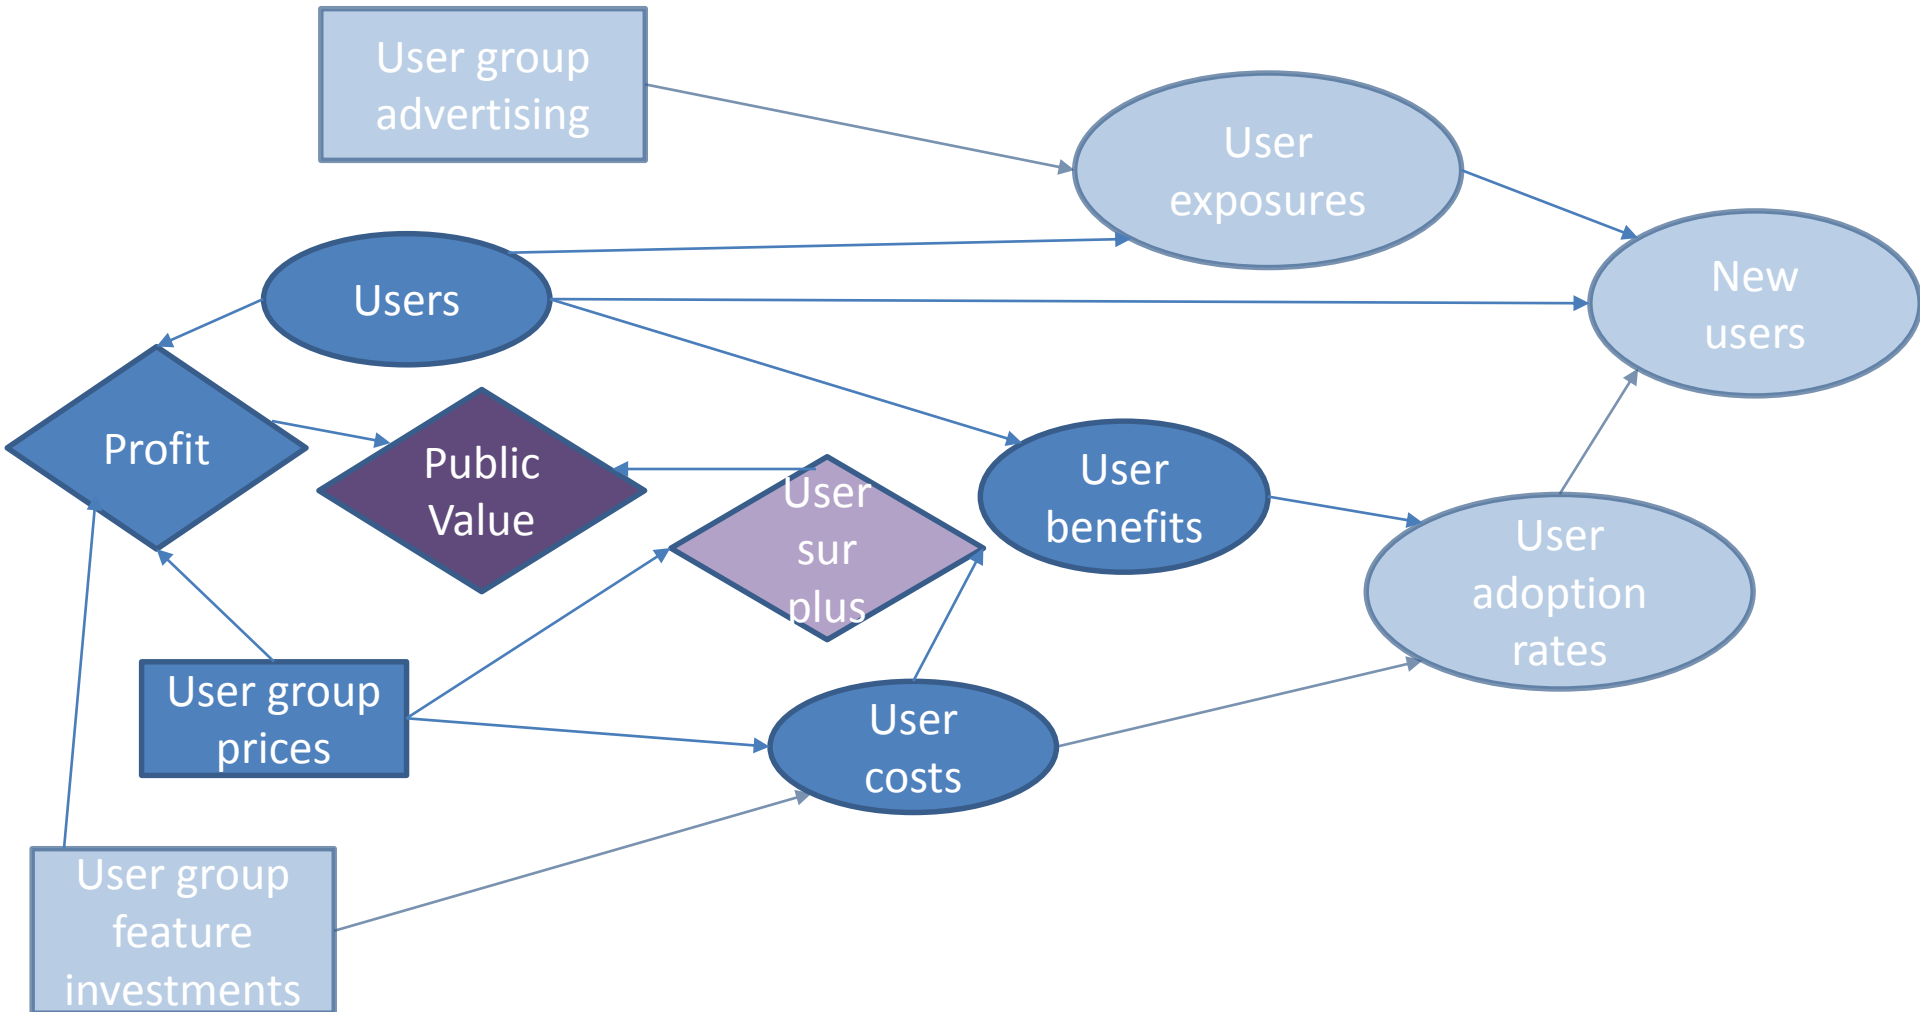 User group
advertising
User
exposures
Users
New
users
Profit
Public
Value
User
sur
plus
User
benefits
User
adoption
rates
User group
prices
User
costs
User group
feature
investments